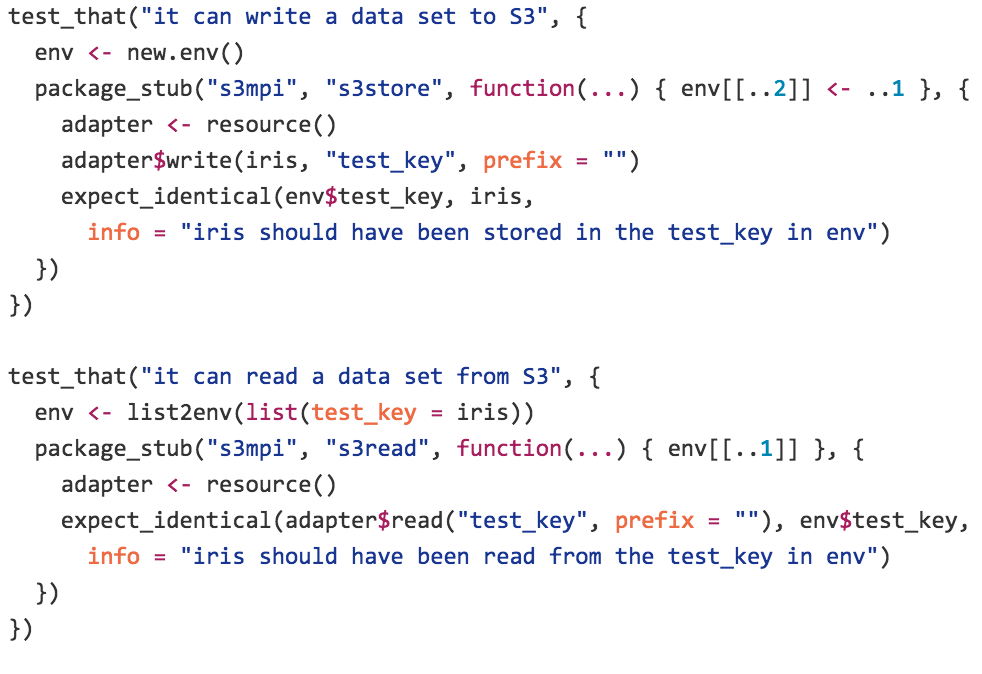 test_that("it can write a data set to S3", {
  env <- new.env()
  package_stub("s3mpi", "s3store", function(...) { env[[..2]] <- ..1 }, {
    adapter <- resource()
    adapter$write(iris, "test_key", prefix = "")
    expect_identical(env$test_key, iris,
      info = "iris should have been stored in the test_key in env")
  })
})

test_that("it can read a data set from S3", {
  env <- list2env(list(test_key = iris))
  package_stub("s3mpi", "s3read", function(...) { env[[..1]] }, {
    adapter <- resource()
    expect_identical(adapter$read("test_key", prefix = ""), env$test_key,
      info = "iris should have been read from the test_key in env")
  })
})